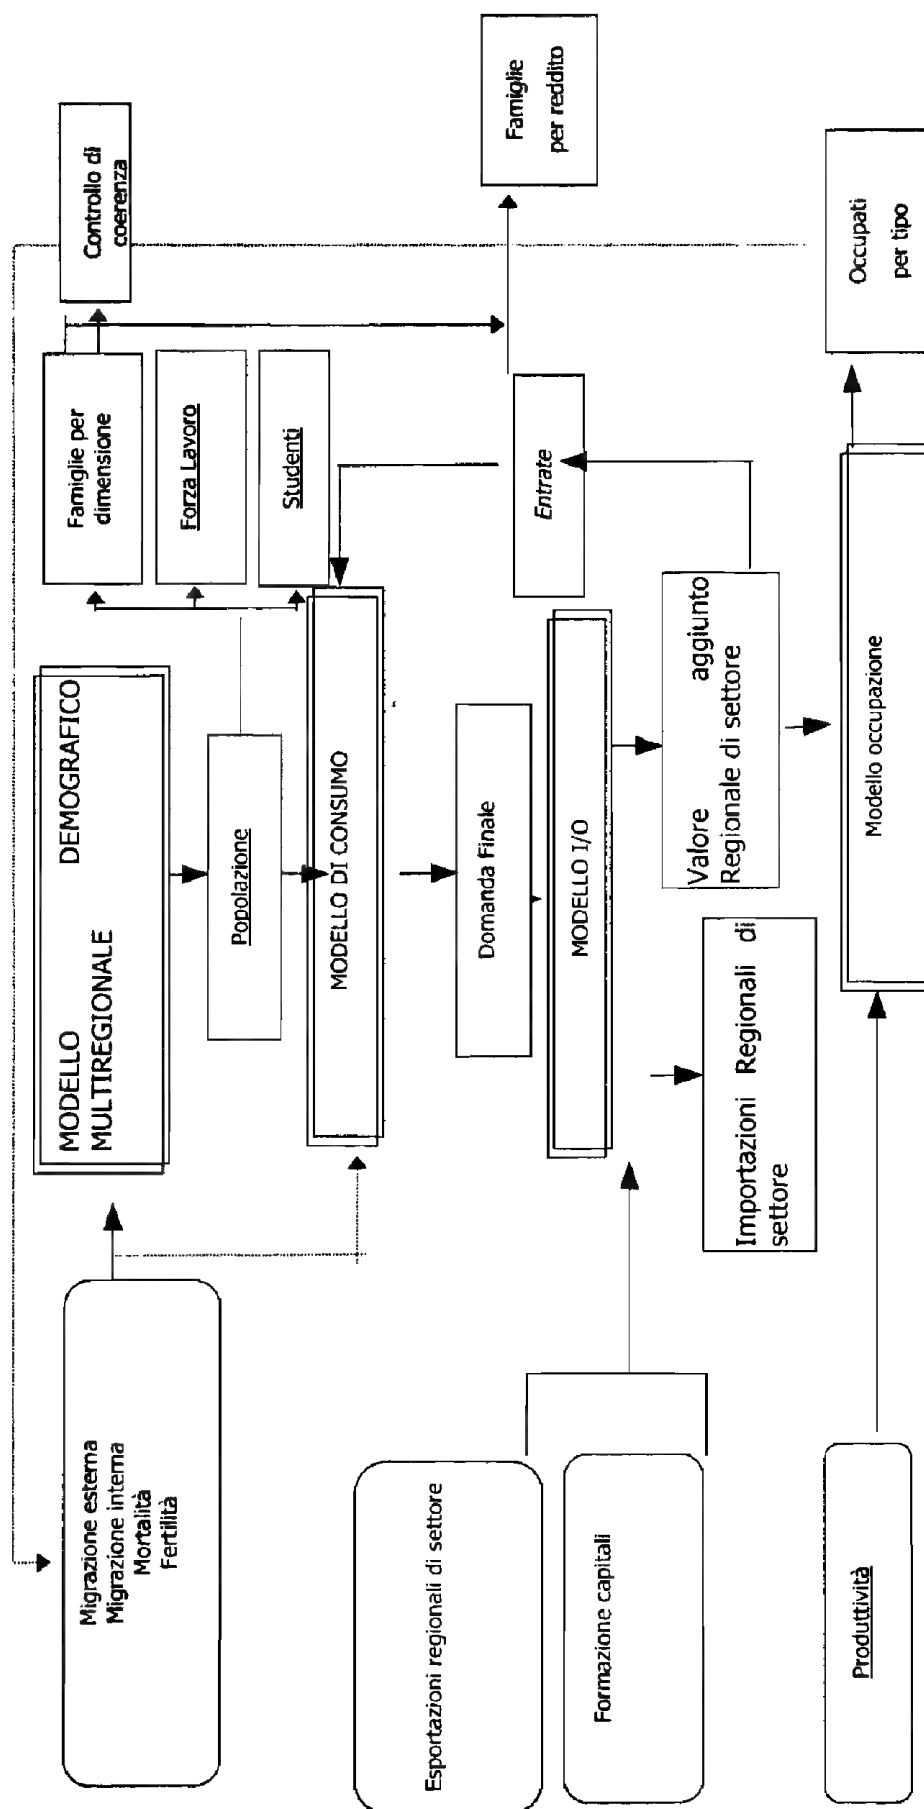 Migrazione esterna
Migrazione interna
Mortalità
Fertilità
MODELLO DEMOGRAFICO
MULTIREGIONALE
Famiglie per
dimensione
Controllo di
coerenza
Forza Lavoro
Popolazione
Studenti
MODELLO DI CONSUMO
Esportazioni regionali di settore
Domanda Finale
Entrate
Famiglie
per reddito
Formazione capitali
MODELLO I/O
Importazioni Regionali di
settore
Valore aggiunto
Regionale di settore
Produttività
Modello occupazione
Occupati
per tipo